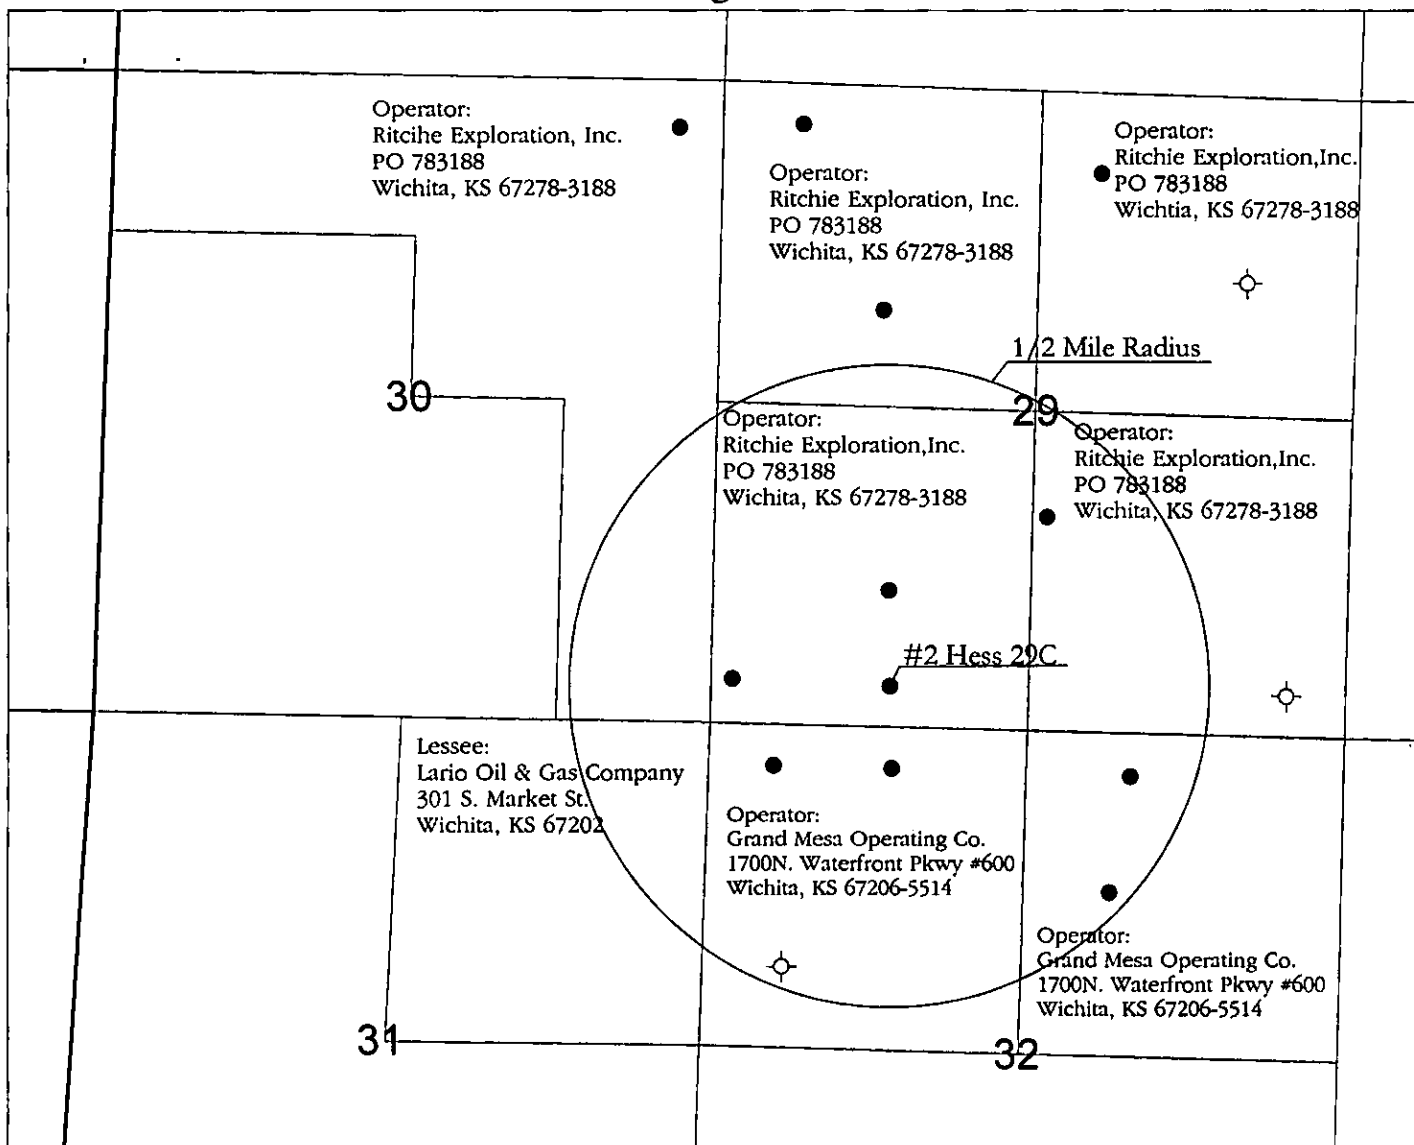 Operator:
Ritcihe Exploration, Inc.
PO 783188
Wichita, KS 67278-3188
Operator:
Ritchie Exploration, Inc.
PO 783188
Wichita, KS 67278-3188
Operator:
Ritchie Exploration,Inc.
PO 783188
Wichtia, KS 67278-3188
1/2 Mile Radius
30
29
Operator:
Ritchie Exploration,Inc.
PO 783188
Wichita, KS 67278-3188
Operator:
Ritchie Exploration,Inc.
PO 783188
Wichita, KS 67278-3188
#2 Hess 29C
Lessee:
Lario Oil & Gas Company
301 S. Market St.
Wichita, KS 67202
Operator:
Grand Mesa Operating Co.
1700N. Waterfront Pkwy #600
Wichita, KS 67206-5514
Operator:
Grand Mesa Operating Co.
1700N. Waterfront Pkwy #600
Wichita, KS 67206-5514
31
32